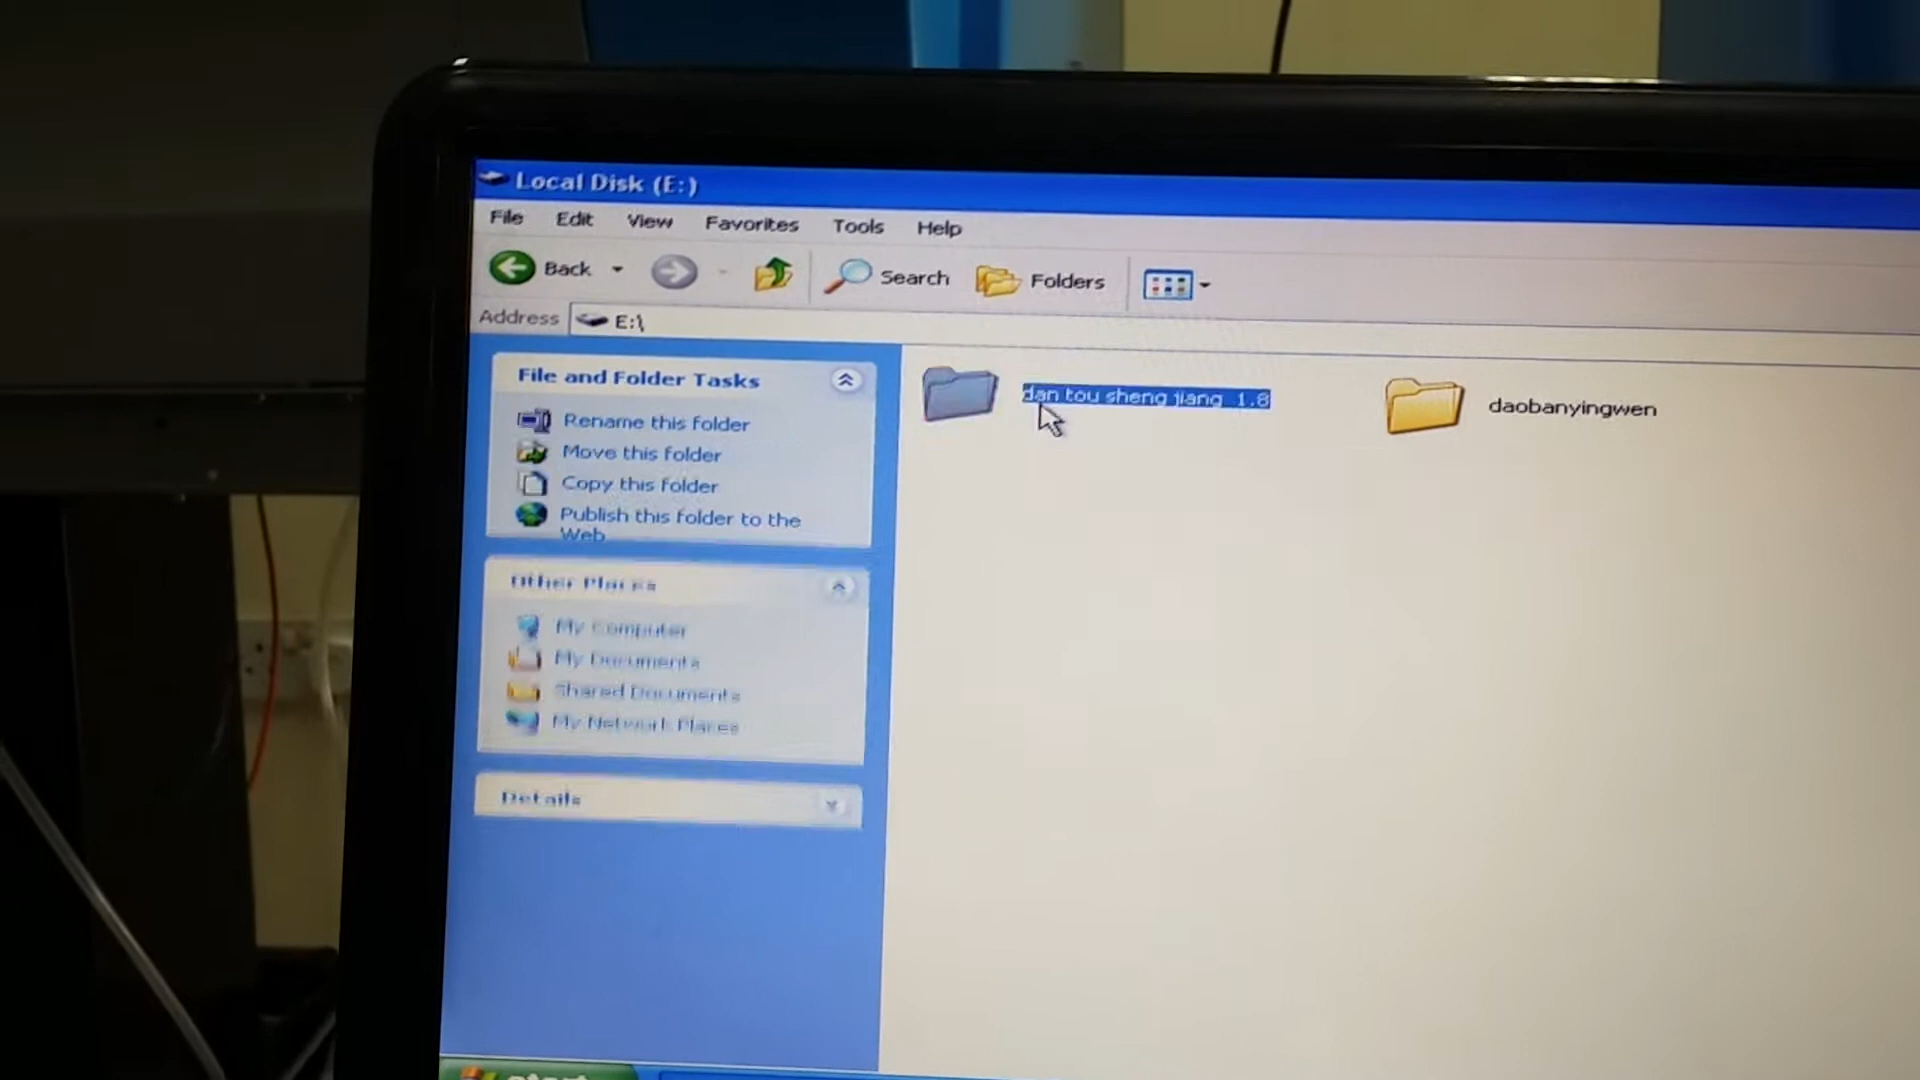 Local Disk (E:)
File Edit View Favorites Tools Help
Back Search Folders
Address E:\
File and Folder Tasks
Rename this folder
Move this folder
Copy this folder
Publish this folder to the
Web
Other Places
My Computer
My Documents
Shared Documents
My Network Places
Details
dan tou sheng jiang 1.8
daobanyingwen
start